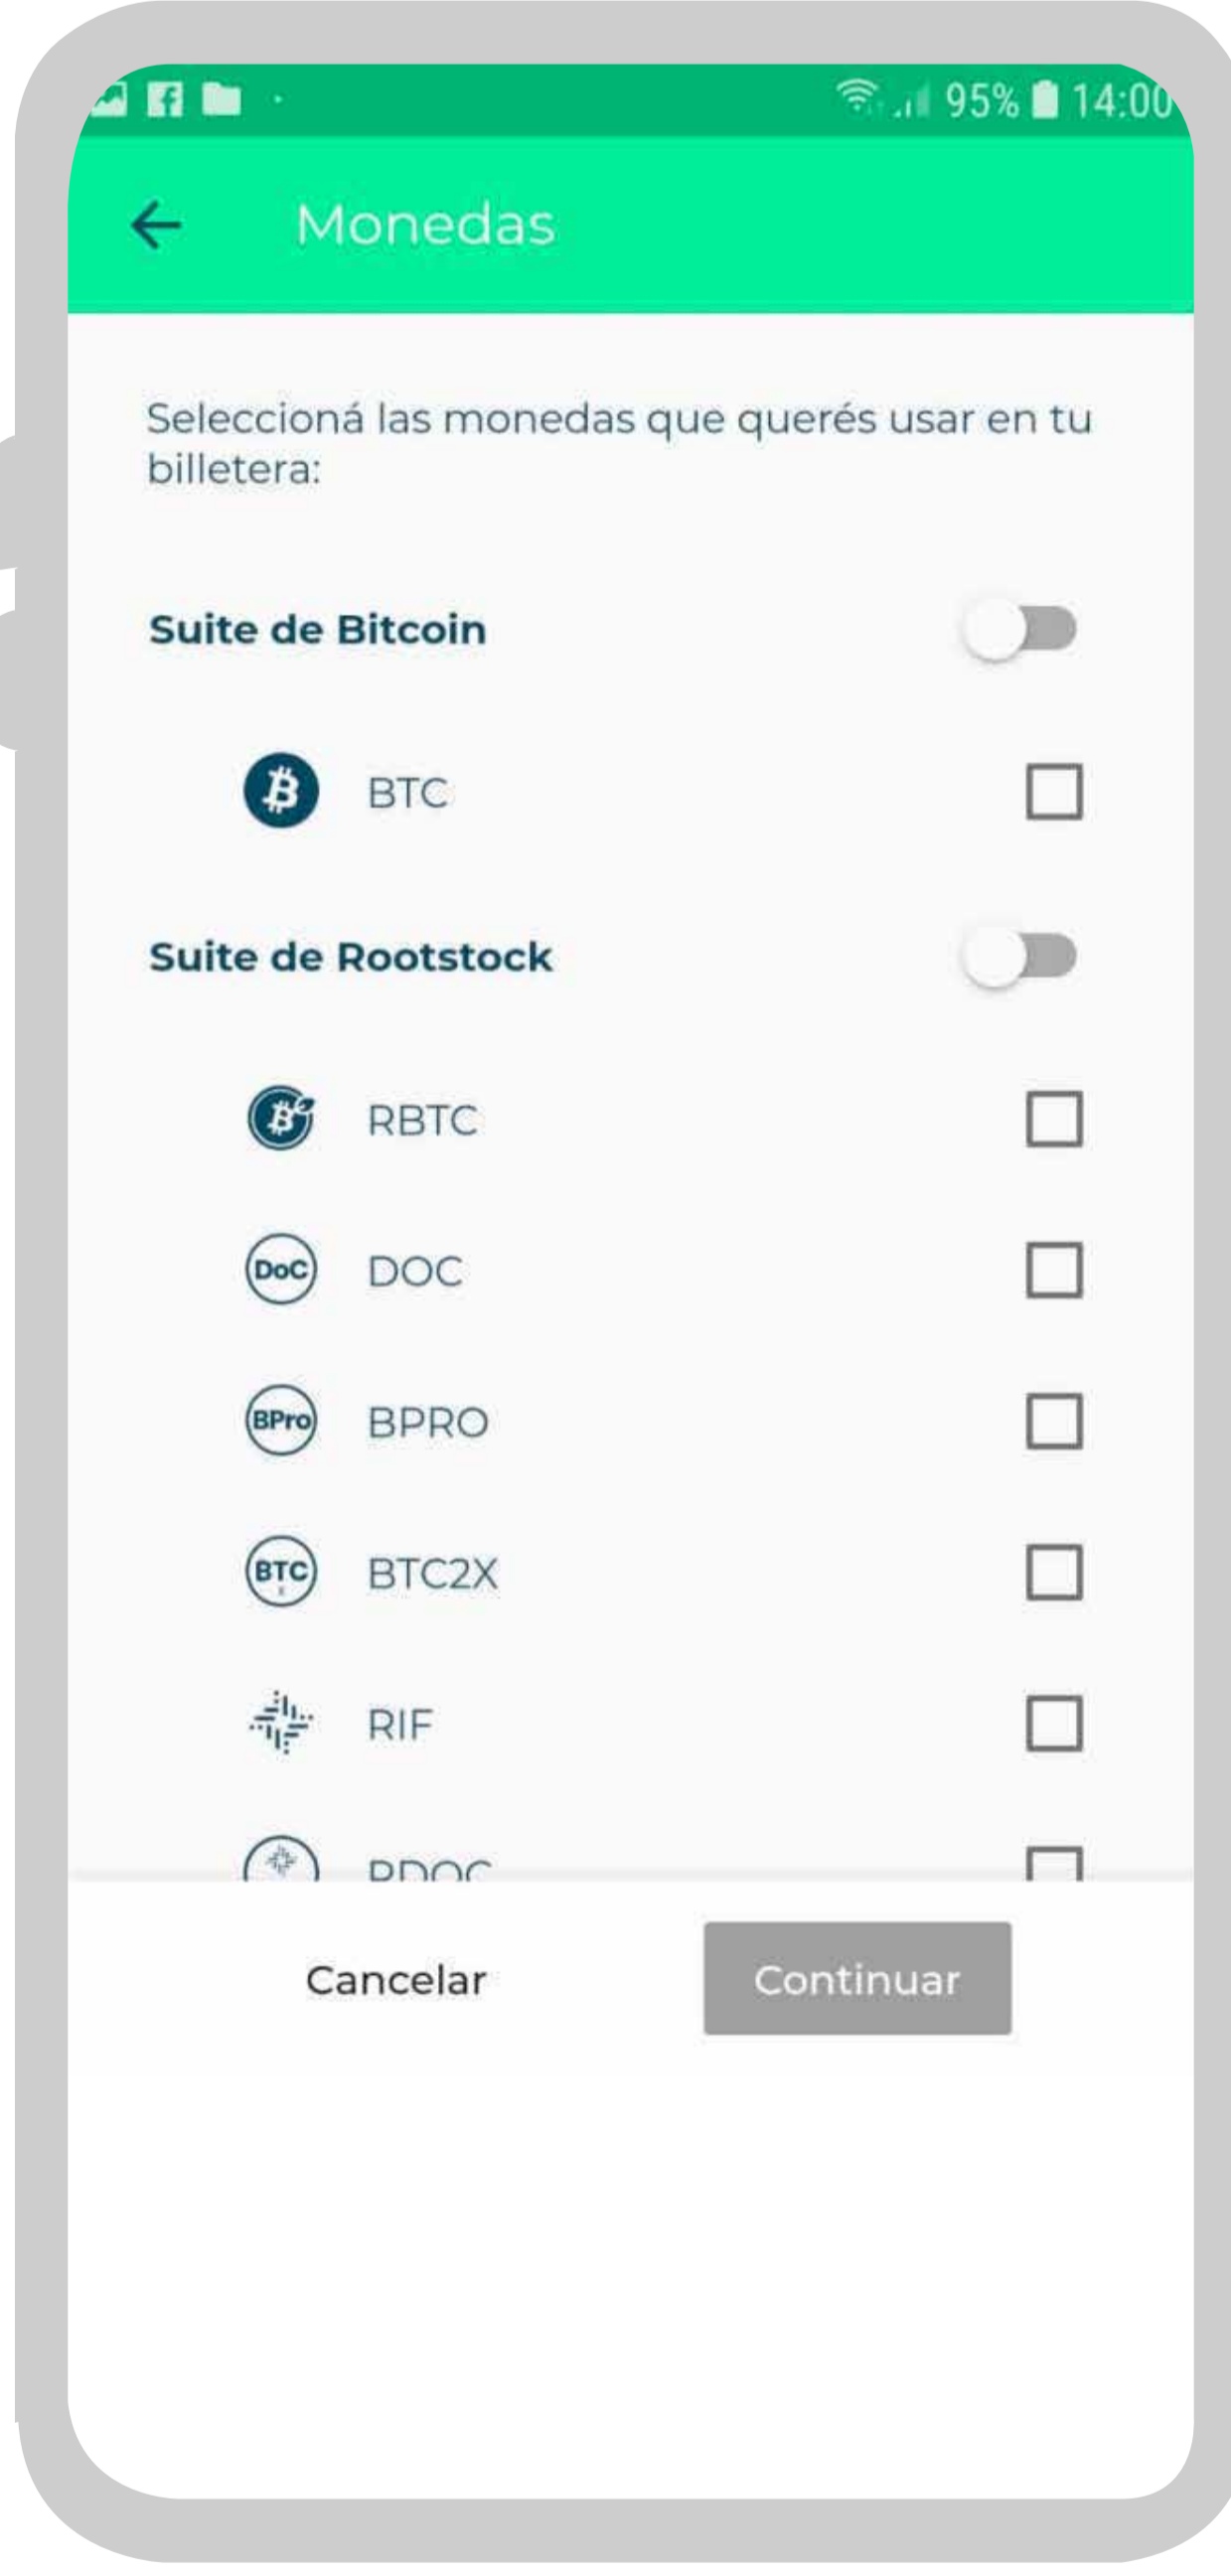 95% 14:00
Monedas
Seleccioná las monedas que querés usar en tu
billetera:
Suite de Bitcoin
BTC
Suite de Rootstock
RBTC
DoC DOC
BPro BPRO
BTC X BTC2X
RIF
RDOC
Cancelar Continuar